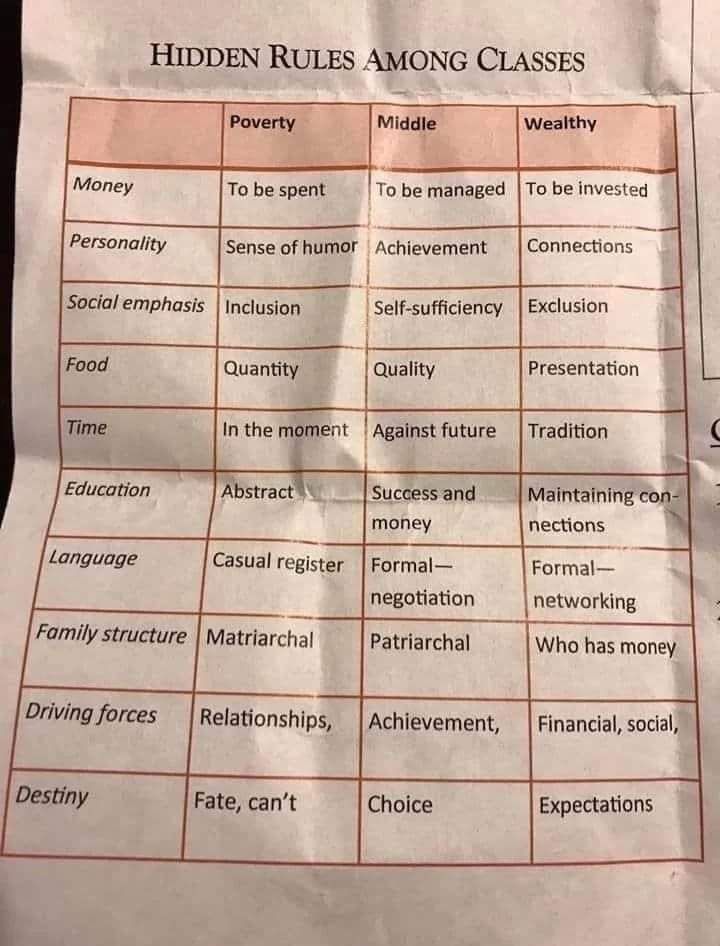 HIDDEN RULES AMONG CLASSES
Poverty Middle Wealthy
Money To be spent To be managed To be invested
Personality Sense of humor Achievement Connections
Social emphasis Inclusion Self-sufficiency Exclusion
Food Quantity Quality Presentation
Time In the moment Against future Tradition
Education Abstract Success and Maintaining con-
money nections
Language Casual register Formal— Formal—
negotiation networking
Family structure Matriarchal Patriarchal Who has money
Driving forces Relationships, Achievement, Financial, social,
Destiny Fate, can't Choice Expectations